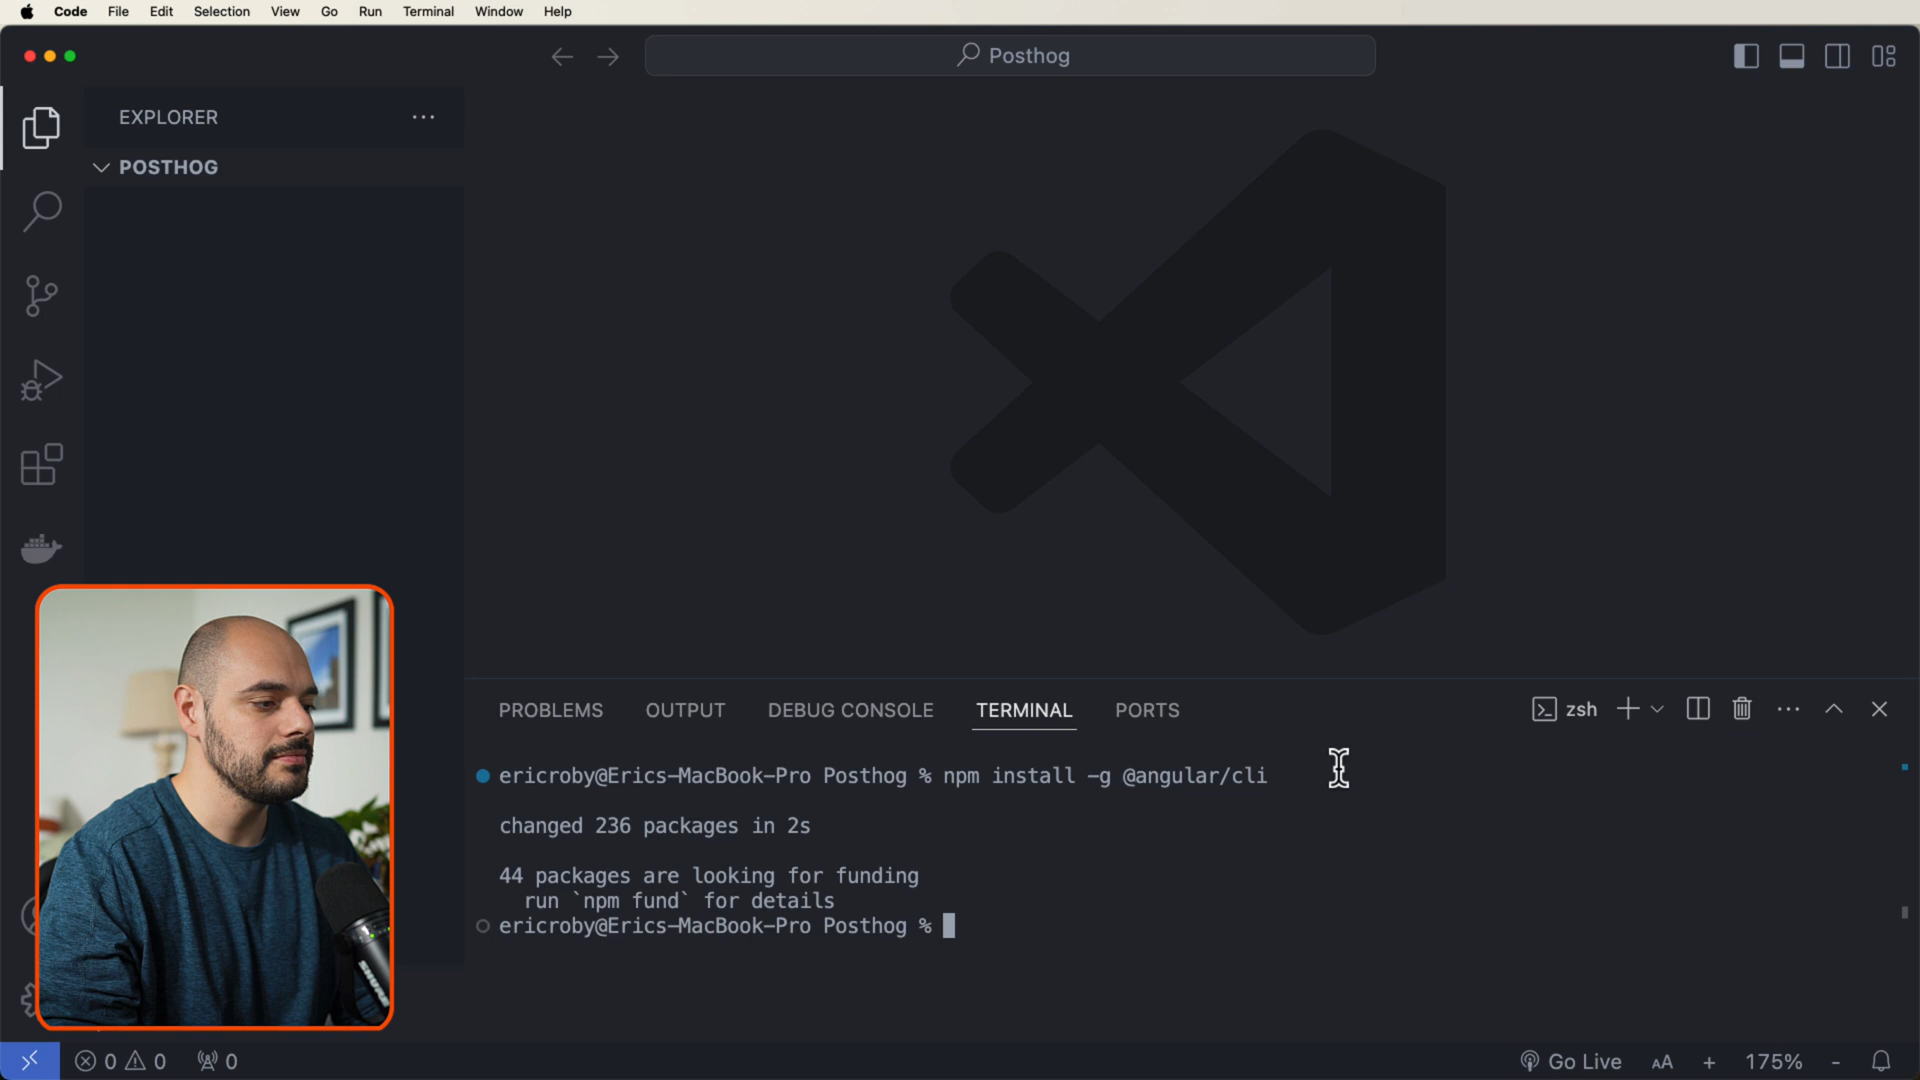 Code File Edit Selection View Go Run Terminal Window Help
Posthog
EXPLORER
POSTHOG
PROBLEMS OUTPUT DEBUG CONSOLE TERMINAL PORTS
zsh
ericroby@Erics-MacBook-Pro Posthog % npm install -g @angular/cli
changed 236 packages in 2s
44 packages are looking for funding
run `npm fund` for details
ericroby@Erics-MacBook-Pro Posthog %
SHURE
0 0 0
Go Live AA + 175% -